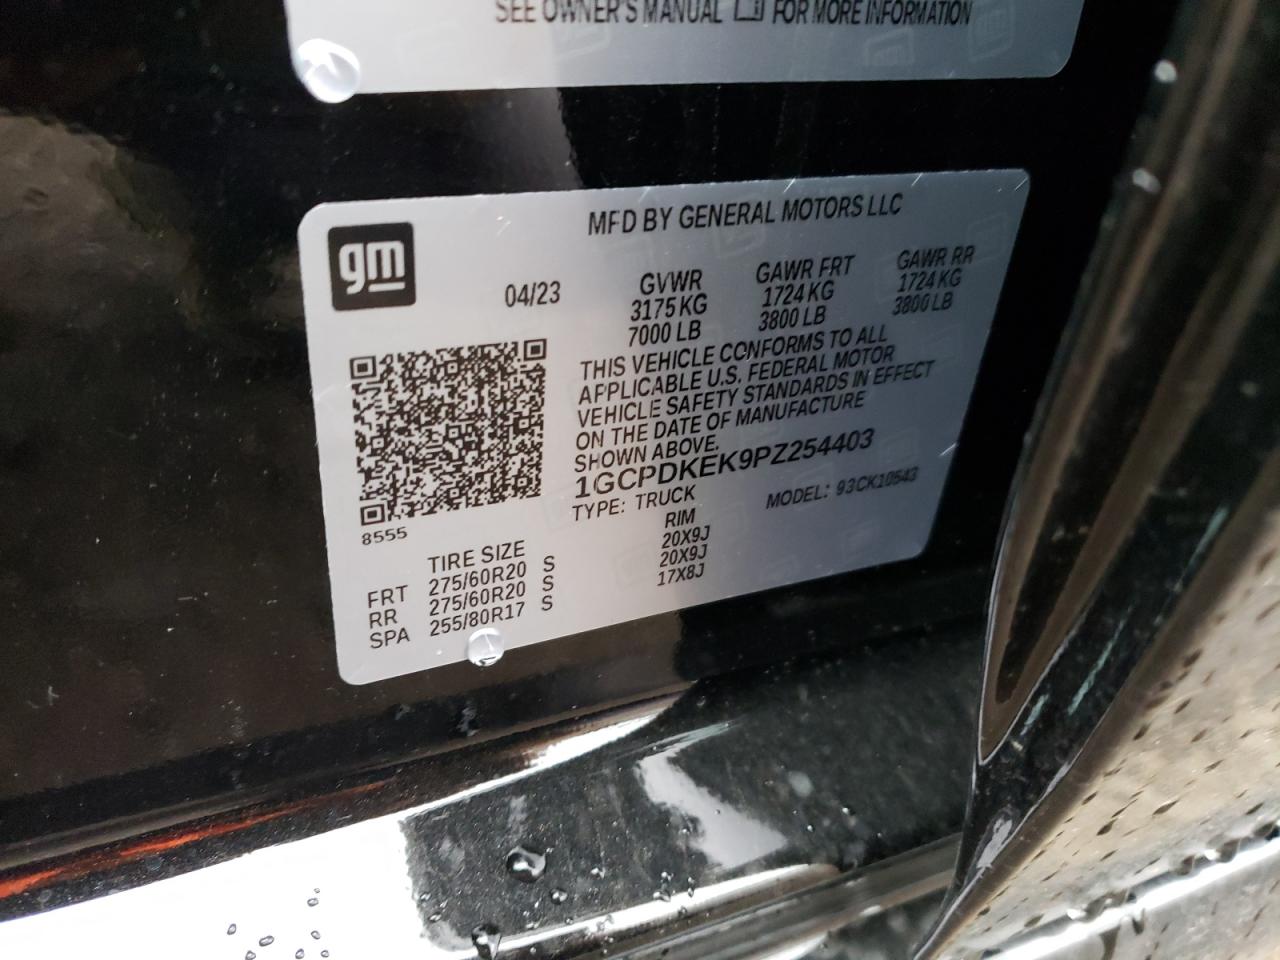 SEE OWNER'S MANUAL FOR MORE INFORMATION
MFD BY GENERAL MOTORS LLC
gm
04/23
GVWR GAWR FRT GAWR RR
3175 KG 1724 KG 1724 KG
7000 LB 3800 LB 3800 LB
THIS VEHICLE CONFORMS TO ALL
APPLICABLE U.S. FEDERAL MOTOR
VEHICLE SAFETY STANDARDS IN EFFECT
ON THE DATE OF MANUFACTURE
SHOWN ABOVE.
1GCPDKEK9PZ254403
TYPE: TRUCK MODEL: 93CK10543
8555
TIRE SIZE RIM
FRT 275/60R20 S 20X9J
RR 275/60R20 S 20X9J
SPA 255/80R17 S 17X8J